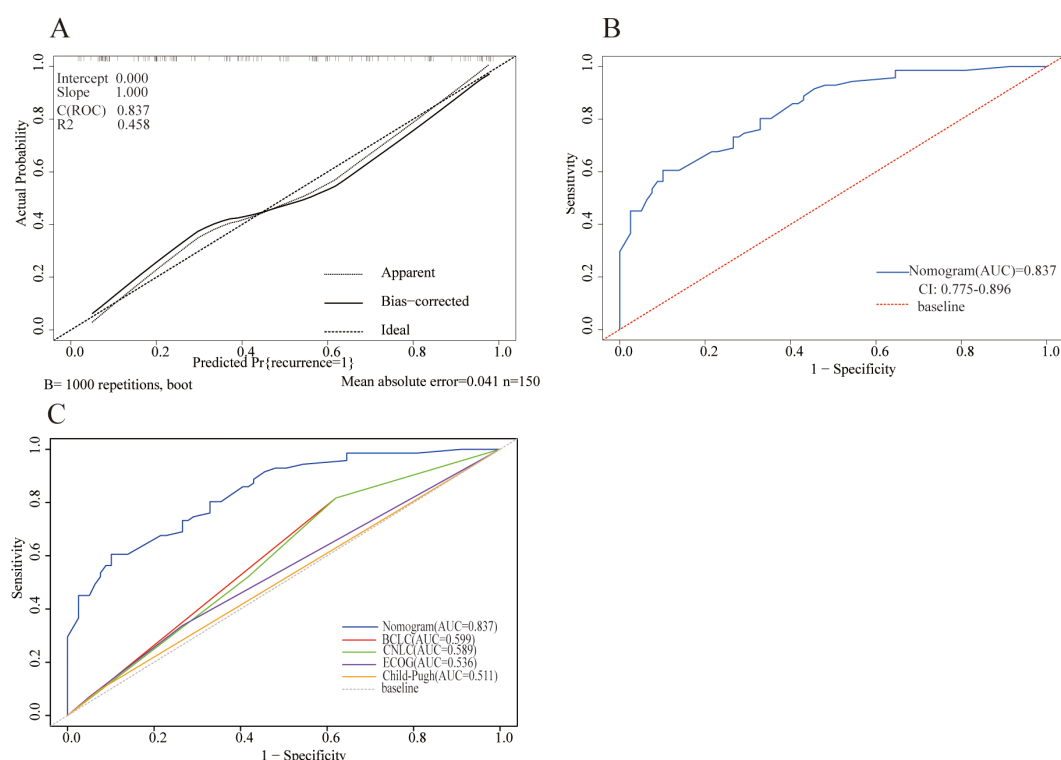 A
Intercept 0.000
Slope 1.000
C(ROC) 0.837
R2 0.458
Actual Probability
0.0 0.2 0.4 0.6 0.8 1.0
Apparent
Bias-corrected
Ideal
0.0 0.2 0.4 0.6 0.8 1.0
Predicted Pr{recurrence=1}
B= 1000 repetitions, boot
Mean absolute error=0.041 n=150
B
Sensitivity
0.0 0.2 0.4 0.6 0.8 1.0
Nomogram(AUC)=0.837
CI: 0.775-0.896
baseline
0.0 0.2 0.4 0.6 0.8 1.0
1 − Specificity
C
Sensitivity
0.0 0.2 0.4 0.6 0.8 1.0
Nomogram(AUC=0.837)
BCLC(AUC=0.599)
CNLC(AUC=0.589)
ECOG(AUC=0.536)
Child-Pugh(AUC=0.511)
baseline
0.0 0.2 0.4 0.6 0.8 1.0
1 − Specificity